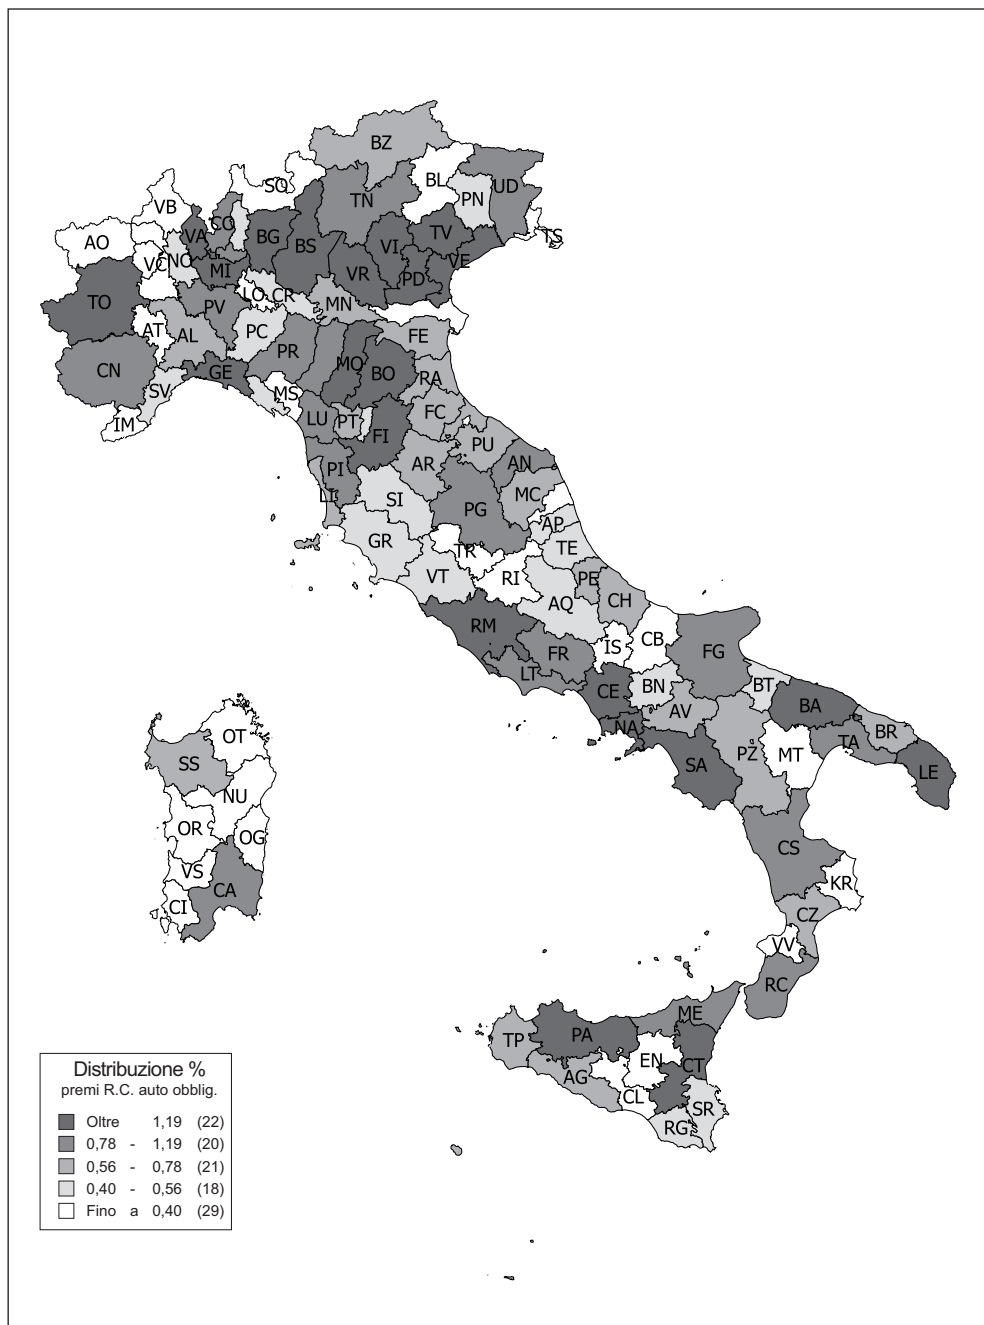 BZ
BL
UD
PN
TN
SO
VB
CO
VA
BG
BS
VI
TV
TS
AO
VC
NO
MI
VR
PD
VE
TO
LO
CR
MN
PV
AT
AL
PC
FE
PR
MO
BO
CN
GE
RA
SV
MS
IM
LU
PT
FI
FC
PU
AN
AR
PI
LI
SI
MC
PG
AP
GR
TR
TE
VT
RI
PE
AQ
CH
RM
IS
CB
FR
FG
LT
CE
BN
BT
AV
BA
NA
BR
TA
OT
SS
SA
PZ
MT
LE
NU
OR
OG
CS
VS
CA
CI
KR
CZ
VV
RC
ME
TP
PA
EN
CT
AG
CL
SR
RG
Distribuzione %
premi R.C. auto obblig.
Oltre 1,19 (22)
0,78 - 1,19 (20)
0,56 - 0,78 (21)
0,40 - 0,56 (18)
Fino a 0,40 (29)